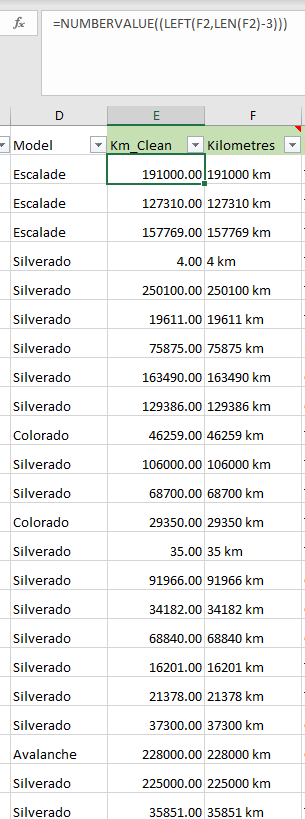 fx =NUMBERVALUE((LEFT(F2,LEN(F2)-3)))
D E F
Model Km_Clean Kilometres
Escalade 191000.00 191000 km
Escalade 127310.00 127310 km
Escalade 157769.00 157769 km
Silverado 4.00 4 km
Silverado 250100.00 250100 km
Silverado 19611.00 19611 km
Silverado 75875.00 75875 km
Silverado 163490.00 163490 km
Silverado 129386.00 129386 km
Colorado 46259.00 46259 km
Silverado 106000.00 106000 km
Silverado 68700.00 68700 km
Colorado 29350.00 29350 km
Silverado 35.00 35 km
Silverado 91966.00 91966 km
Silverado 34182.00 34182 km
Silverado 68840.00 68840 km
Silverado 16201.00 16201 km
Silverado 21378.00 21378 km
Silverado 37300.00 37300 km
Avalanche 228000.00 228000 km
Silverado 225000.00 225000 km
Silverado 35851.00 35851 km